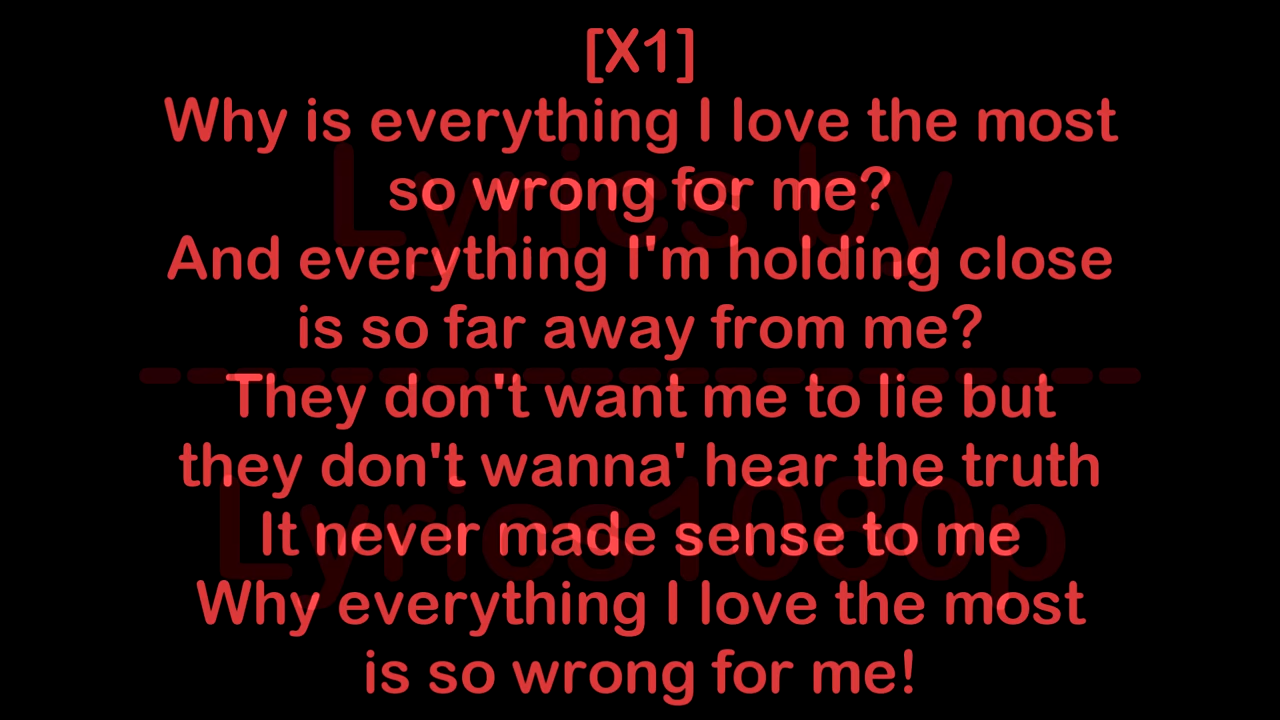 [X1]
Why is everything I love the most
so wrong for me?
And everything I'm holding close
is so far away from me?
They don't want me to lie but
they don't wanna' hear the truth
It never made sense to me
Why everything I love the most
is so wrong for me!
Lyrics by
--------------------
Lyrics1080p